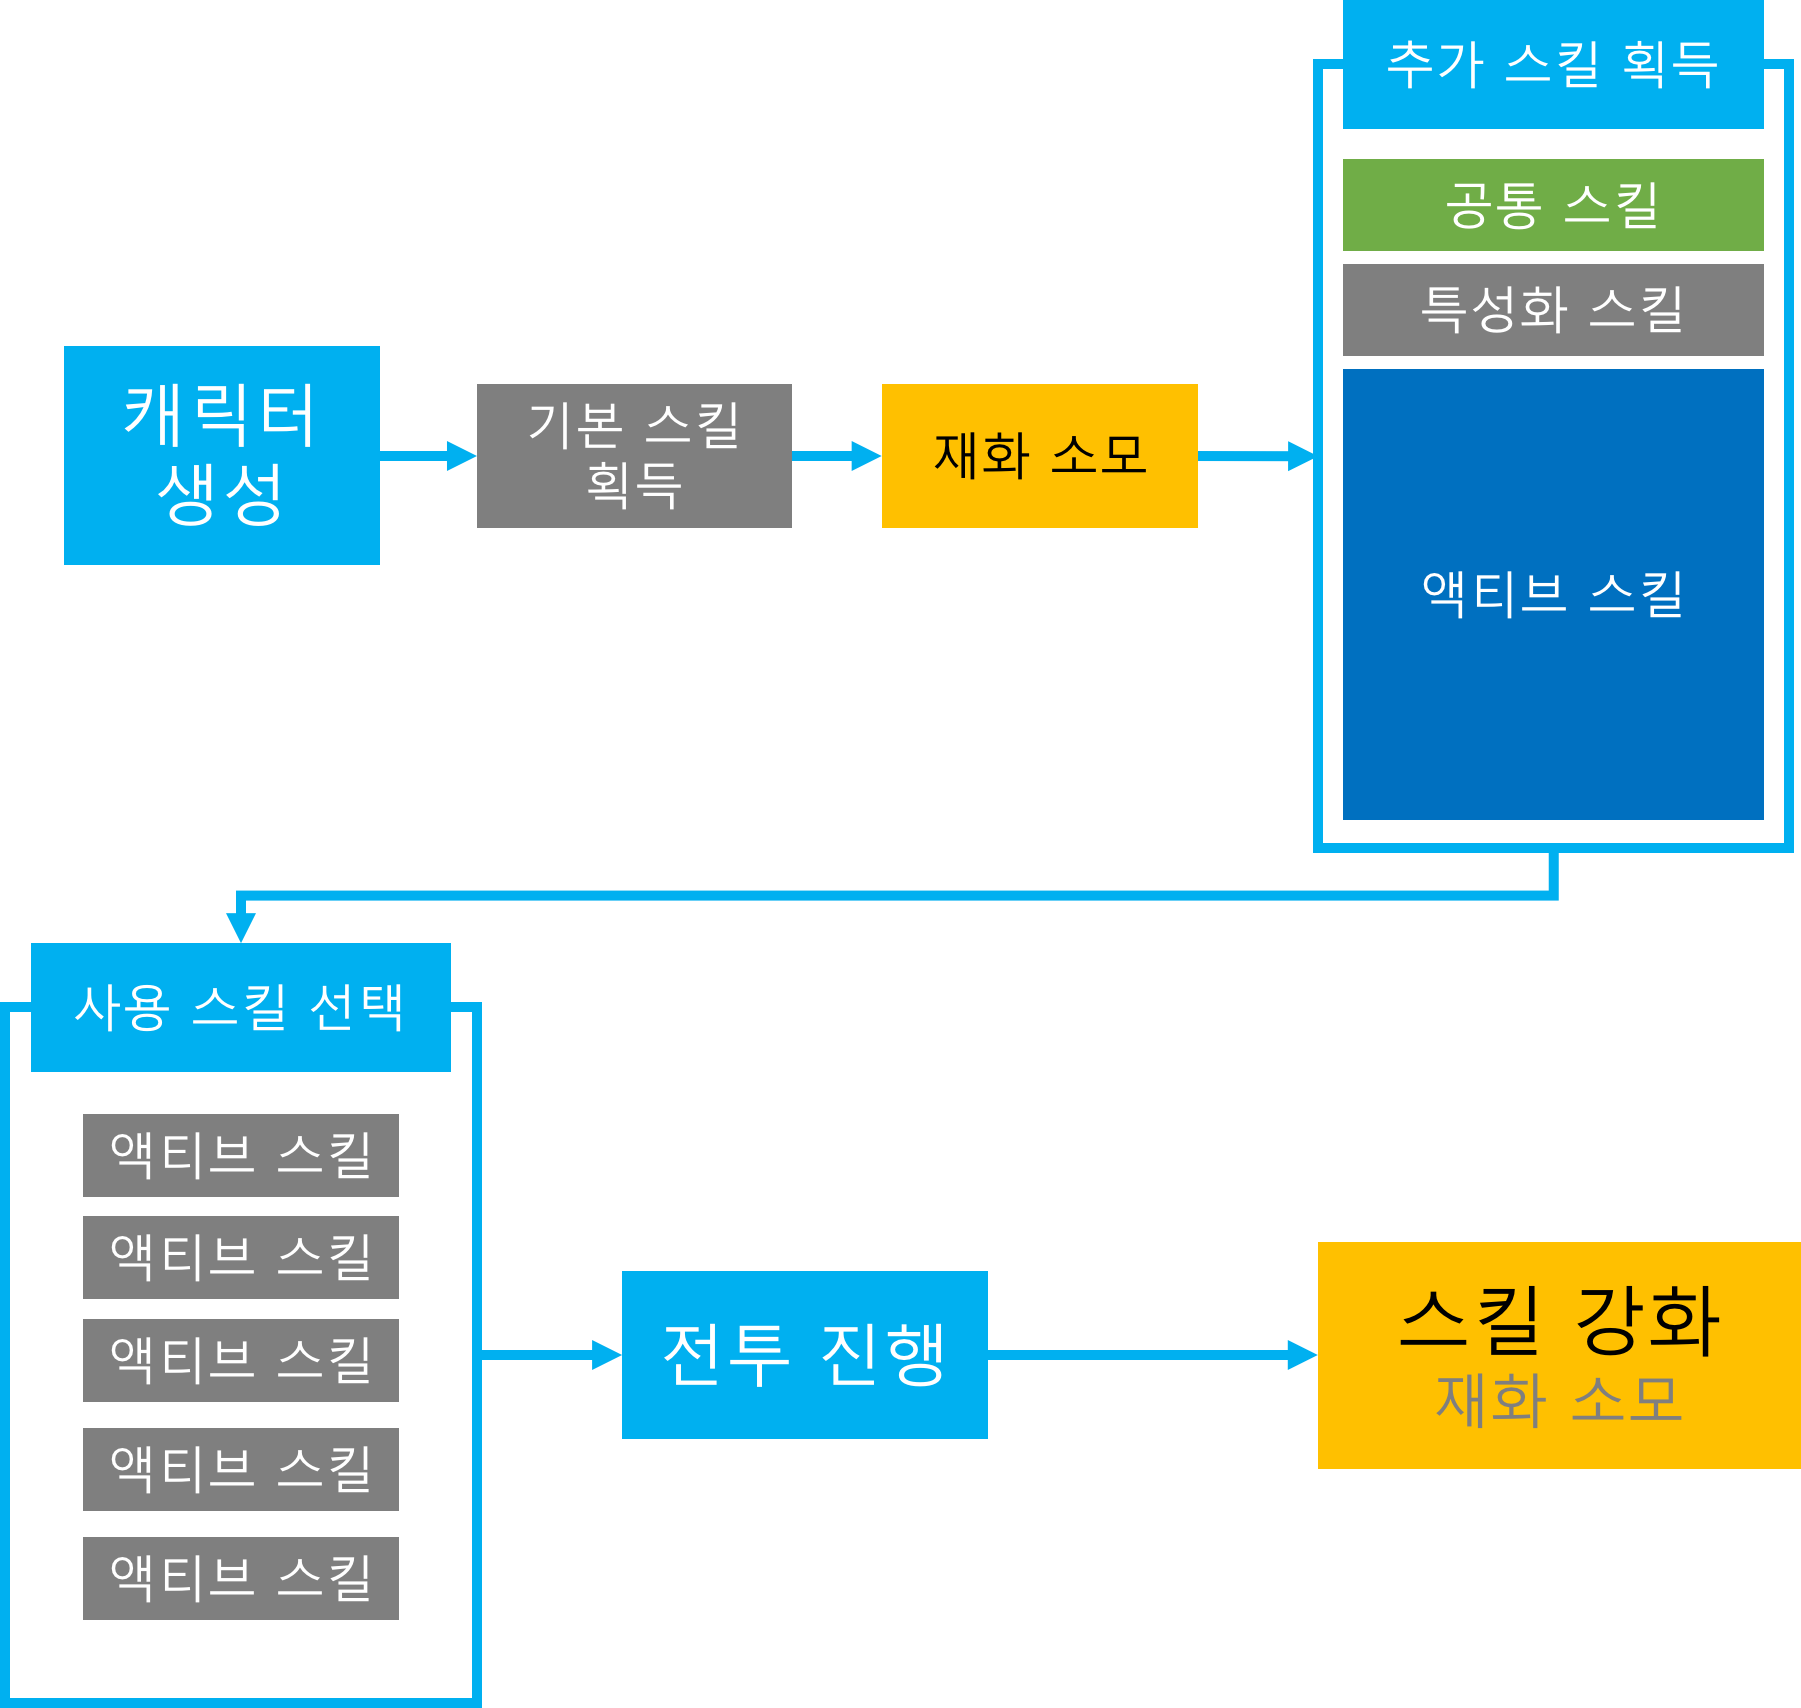 추가 스킬 획득
공통 스킬
특성화 스킬
액티브 스킬
캐릭터
생성
기본 스킬
획득
재화 소모
사용 스킬 선택
액티브 스킬
액티브 스킬
액티브 스킬
액티브 스킬
액티브 스킬
전투 진행
스킬 강화
재화 소모